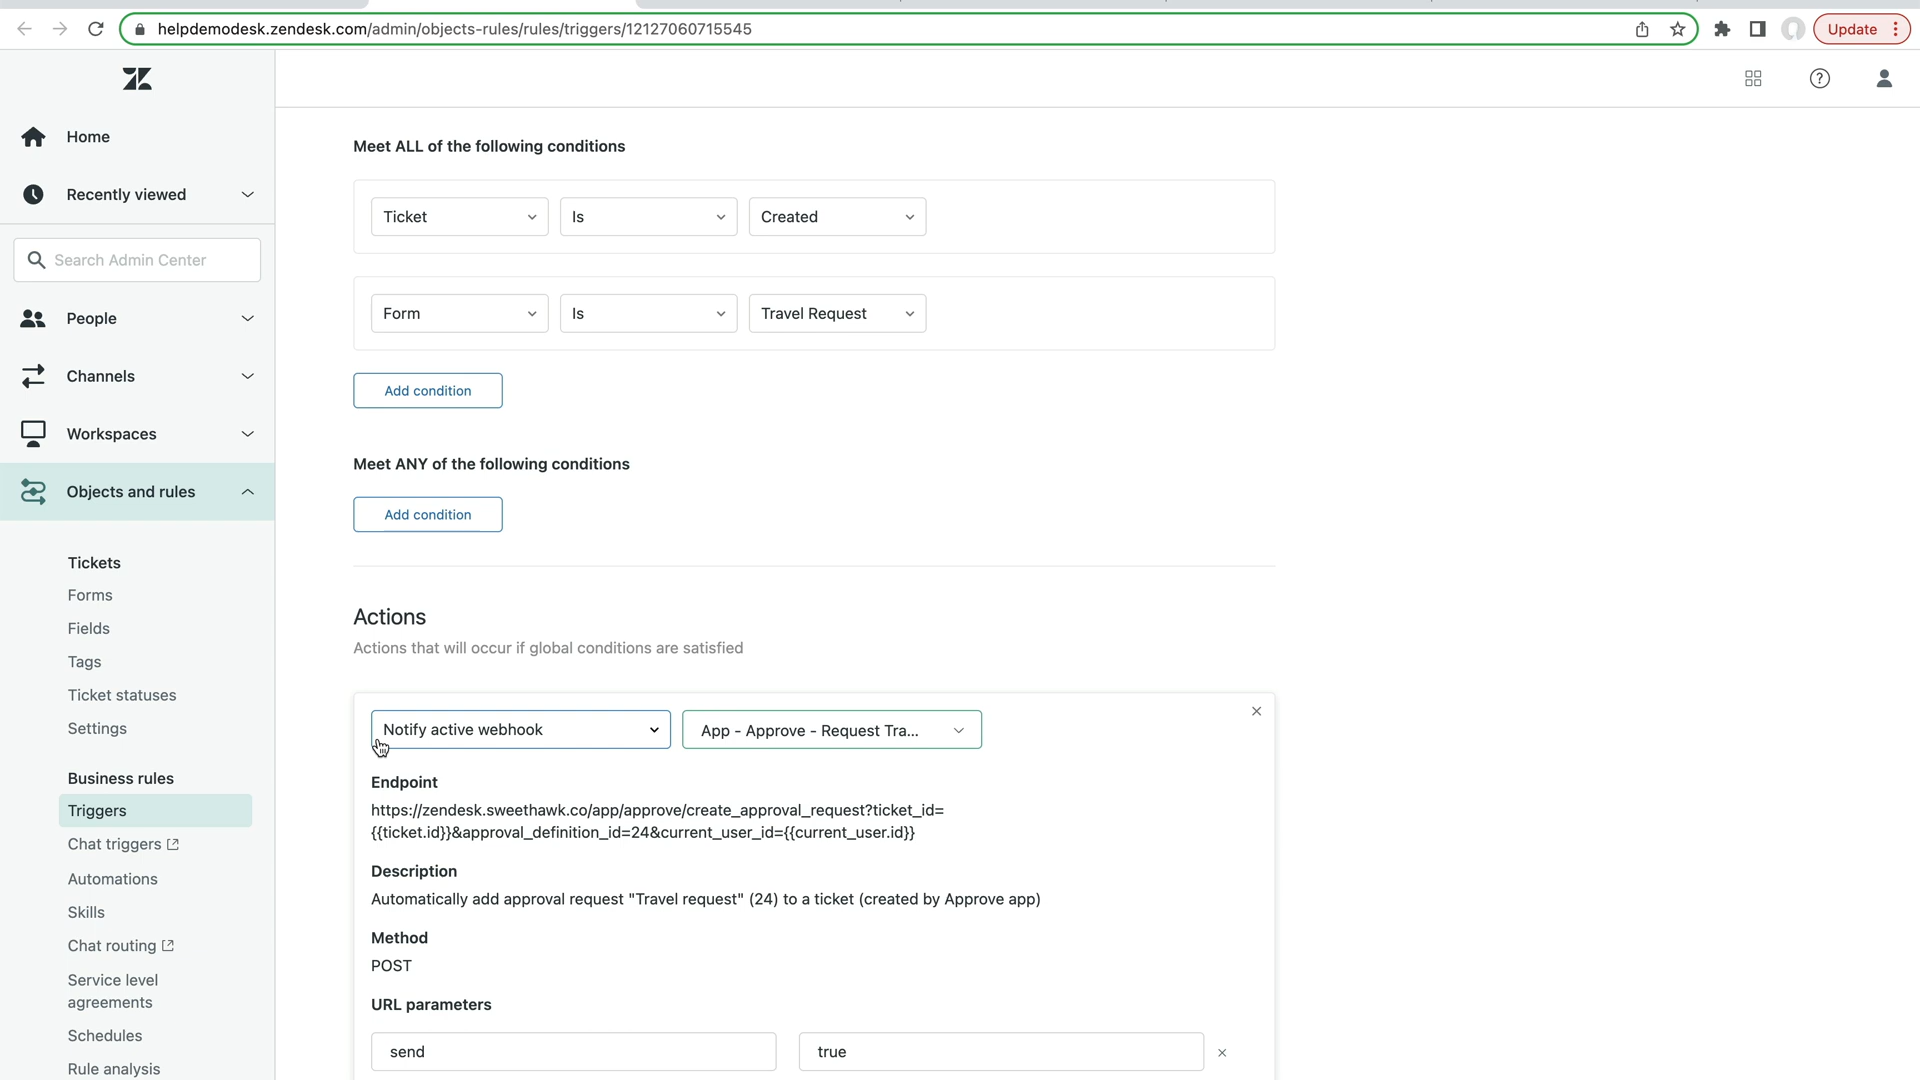 helpdemodesk.zendesk.com/admin/objects-rules/rules/triggers/12127060715545
Update
Home
Recently viewed
Search Admin Center
People
Channels
Workspaces
Objects and rules
Tickets
Forms
Fields
Tags
Ticket statuses
Settings
Business rules
Triggers
Chat triggers
Automations
Skills
Chat routing
Service level
agreements
Schedules
Rule analysis
Meet ALL of the following conditions
Ticket Is Created
Form Is Travel Request
Add condition
Meet ANY of the following conditions
Add condition
Actions
Actions that will occur if global conditions are satisfied
Notify active webhook App - Approve - Request Tra...
Endpoint
https://zendesk.sweethawk.co/app/approve/create_approval_request?ticket_id=
{{ticket.id}}&approval_definition_id=24&current_user_id={{current_user.id}}
Description
Automatically add approval request "Travel request" (24) to a ticket (created by Approve app)
Method
POST
URL parameters
send true